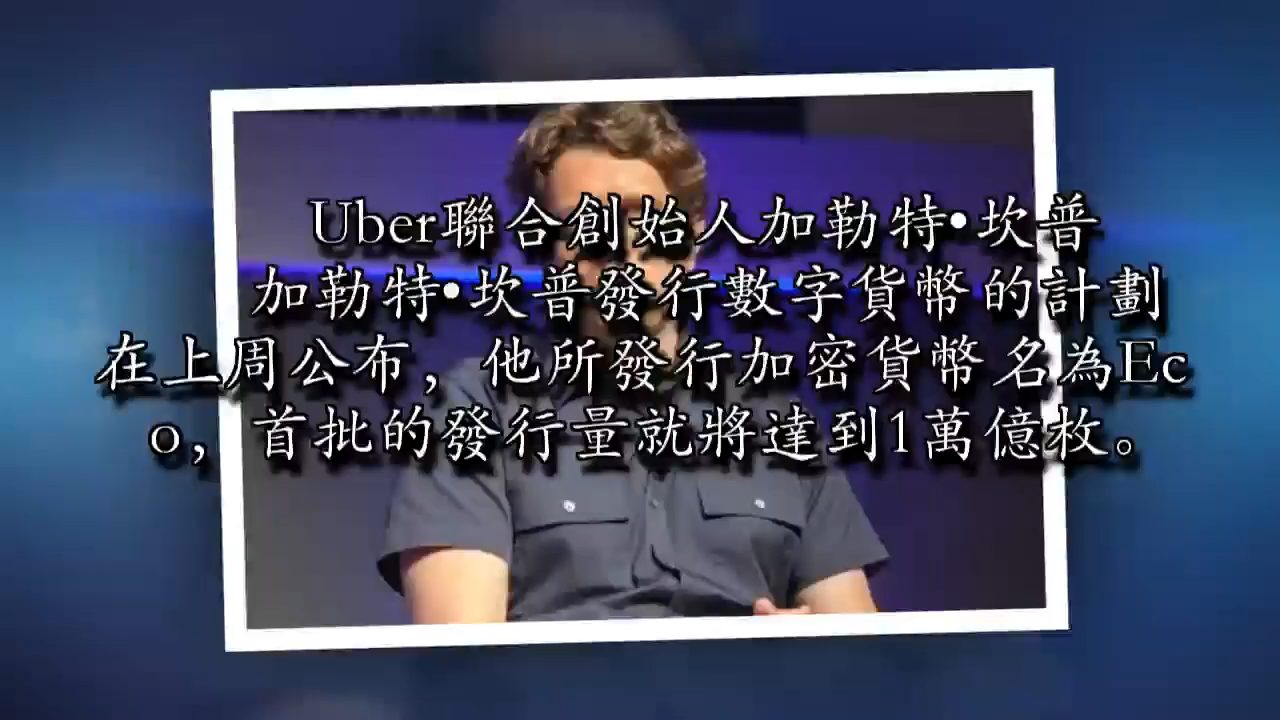 Uber聯合創始人加勒特•坎普
加勒特•坎普發行數字貨幣的計劃
在上周公布，他所發行加密貨幣名為Ec
o，首批的發行量就將達到1萬億枚。